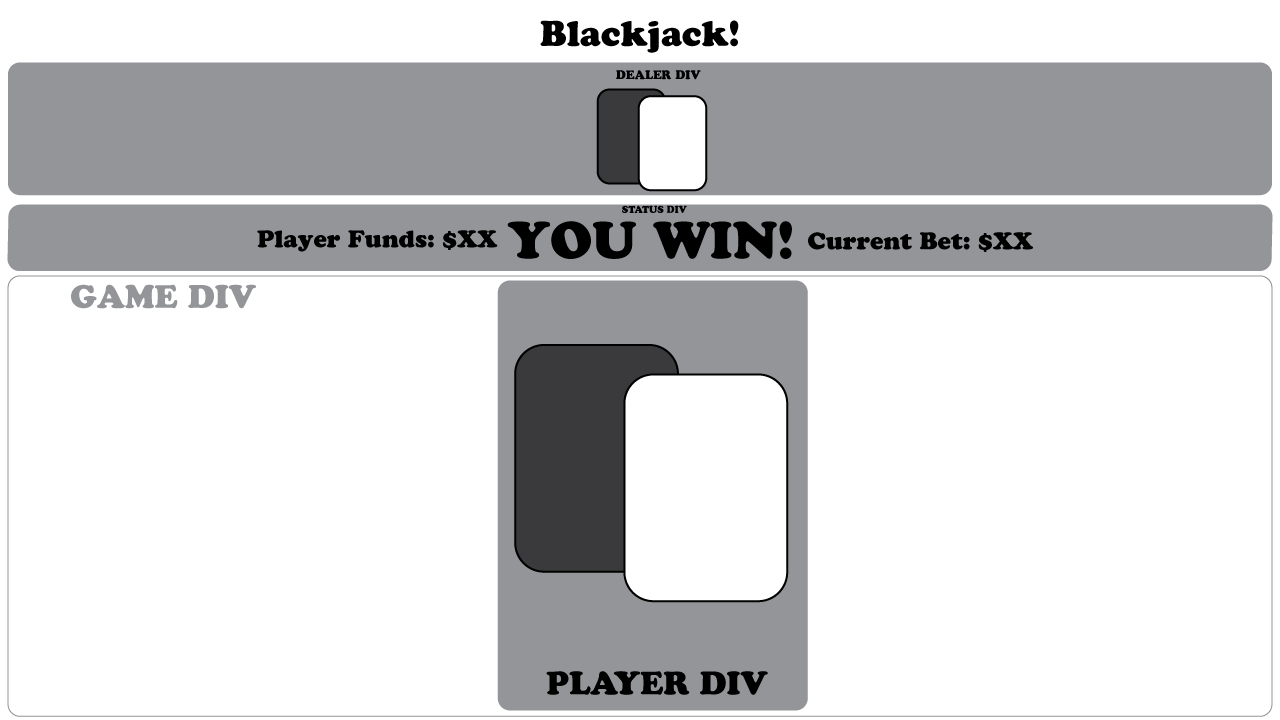 Blackjack!
DEALER DIV
STATUS DIV
Player Funds: $XX YOU WIN! Current Bet: $XX
GAME DIV
PLAYER DIV